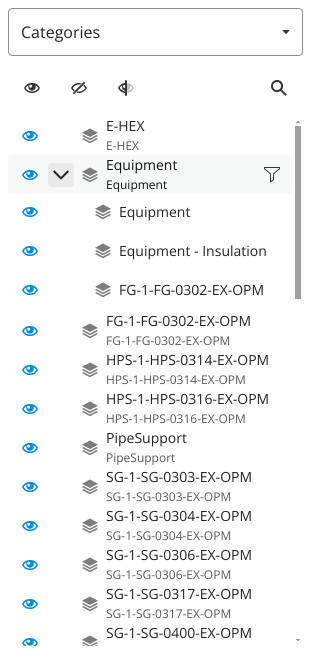 Categories
E-HEX
E-HEX
Equipment
Equipment
Equipment
Equipment - Insulation
FG-1-FG-0302-EX-OPM
FG-1-FG-0302-EX-OPM
FG-1-FG-0302-EX-OPM
HPS-1-HPS-0314-EX-OPM
HPS-1-HPS-0314-EX-OPM
HPS-1-HPS-0316-EX-OPM
HPS-1-HPS-0316-EX-OPM
PipeSupport
PipeSupport
SG-1-SG-0303-EX-OPM
SG-1-SG-0303-EX-OPM
SG-1-SG-0304-EX-OPM
SG-1-SG-0304-EX-OPM
SG-1-SG-0306-EX-OPM
SG-1-SG-0306-EX-OPM
SG-1-SG-0317-EX-OPM
SG-1-SG-0317-EX-OPM
SG-1-SG-0400-EX-OPM